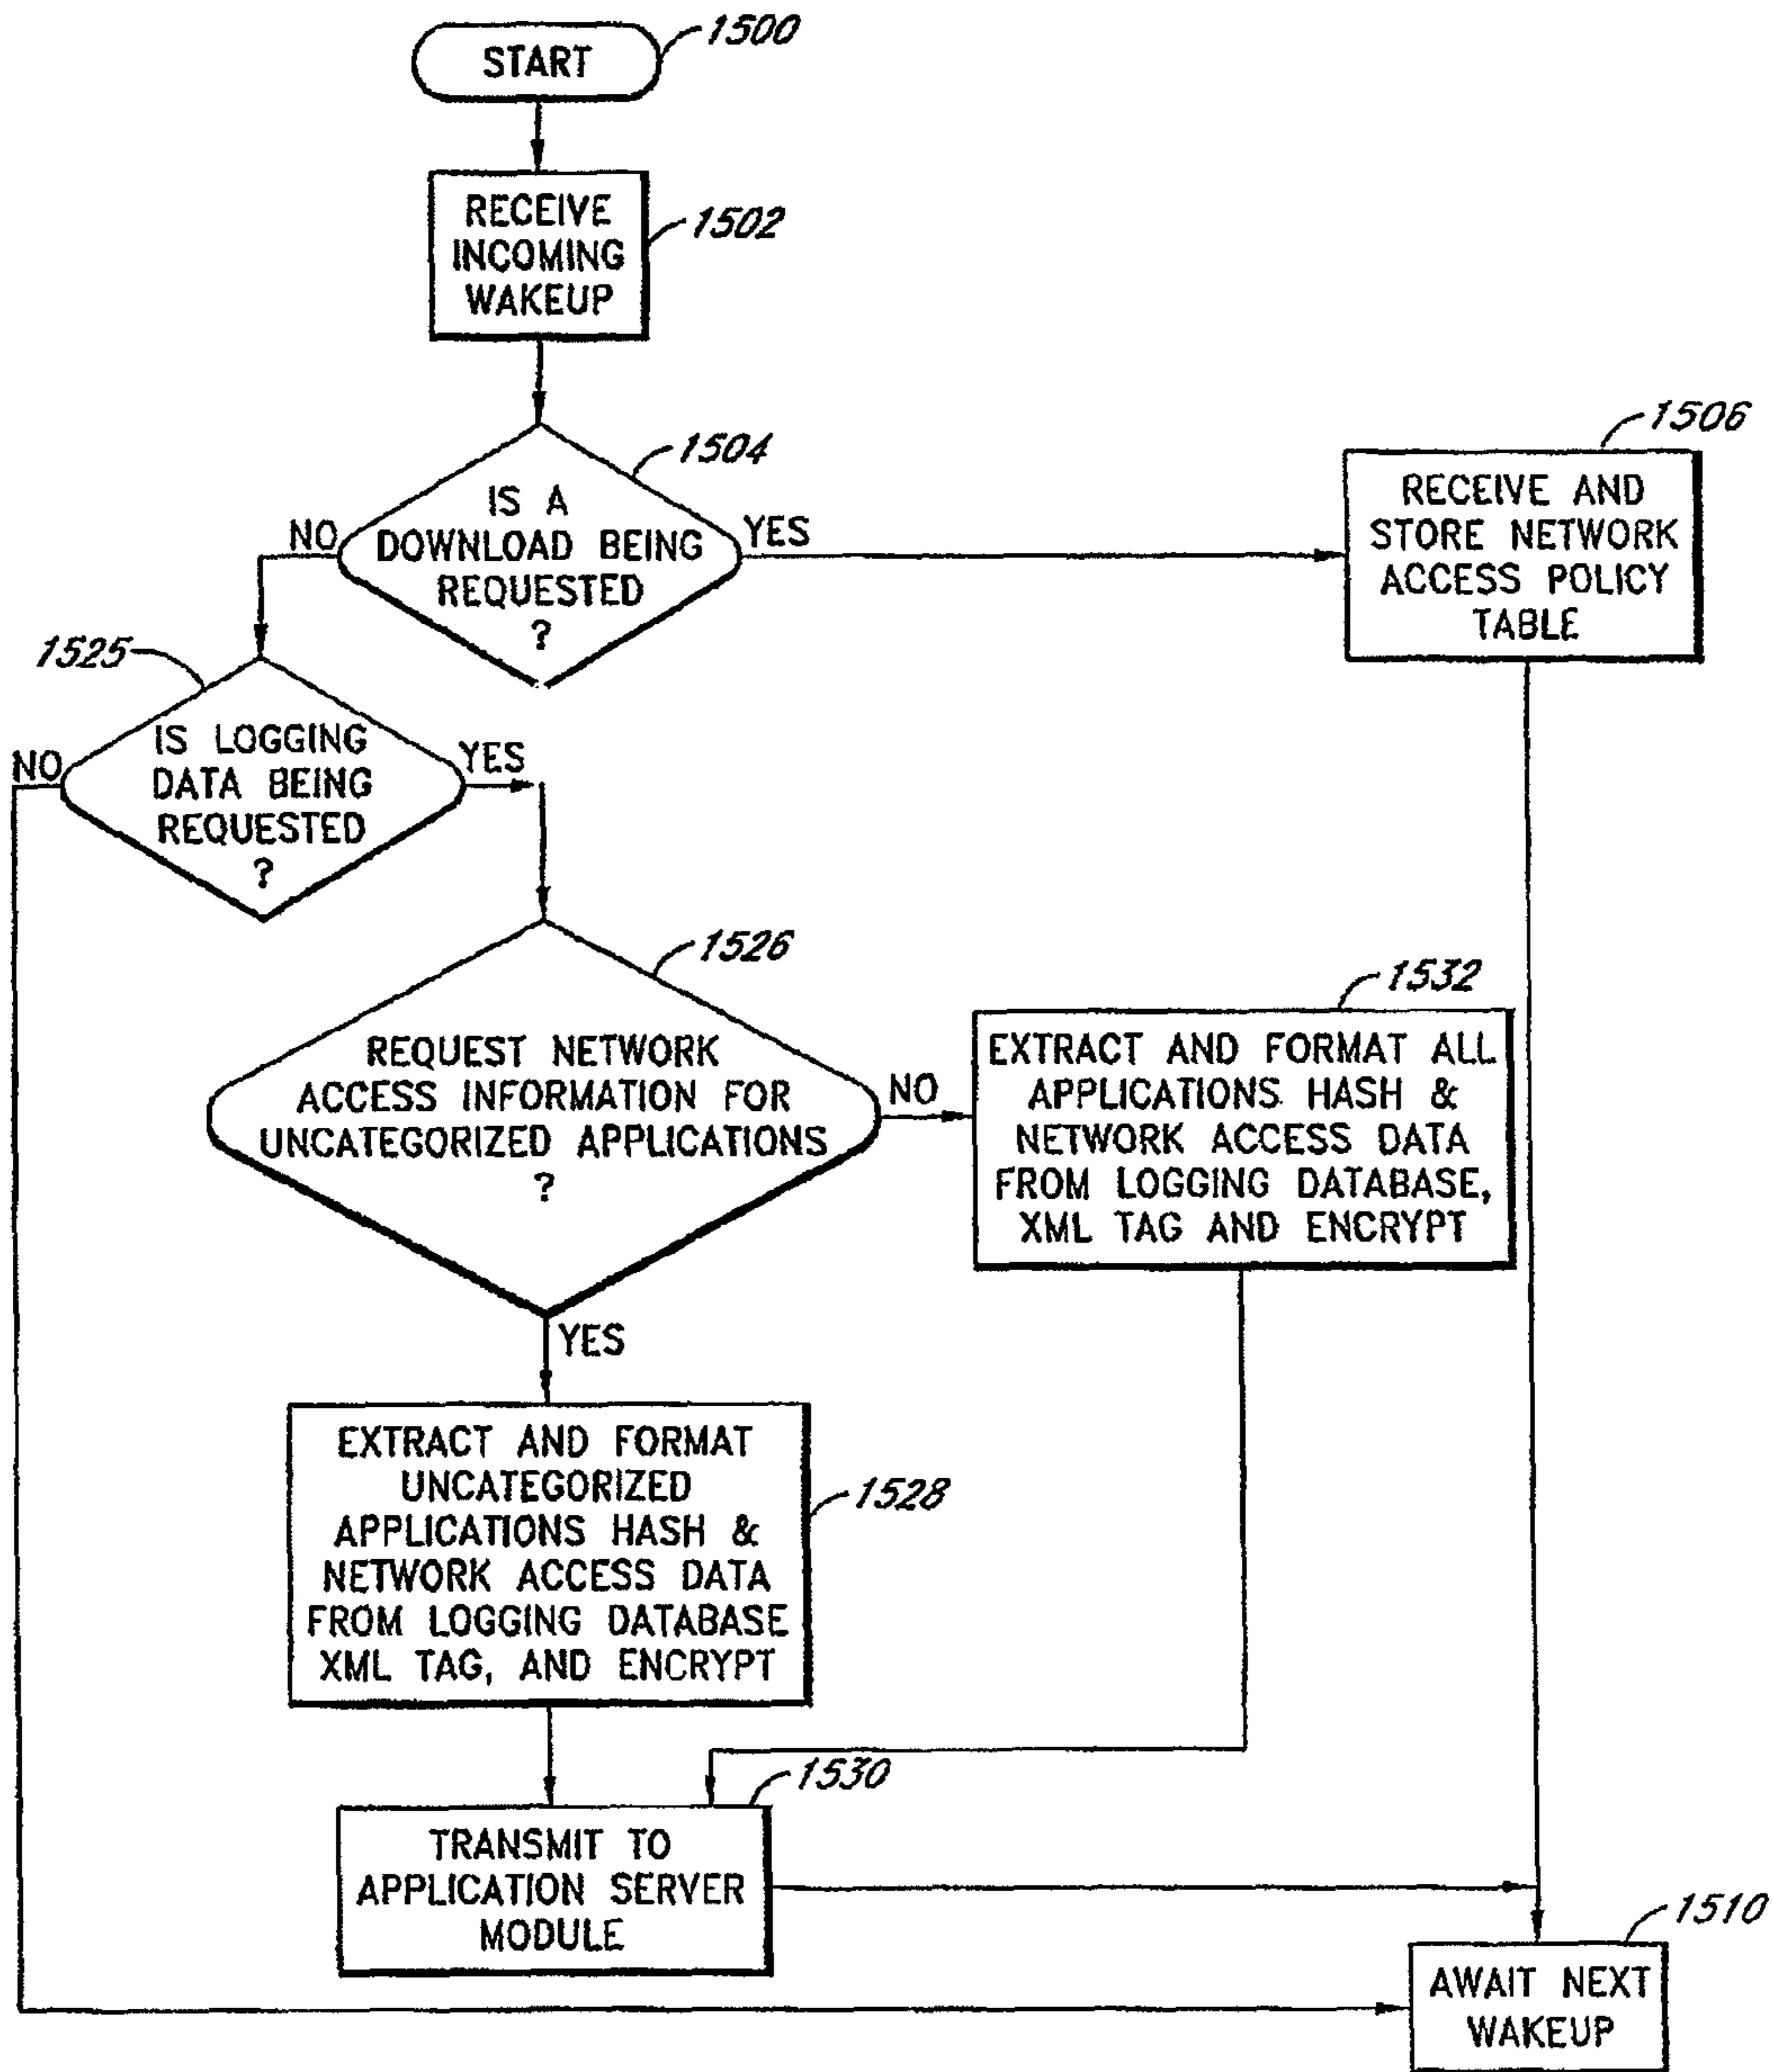 START
1500
RECEIVE
INCOMING
WAKEUP
1502
IS A
DOWNLOAD BEING
REQUESTED
?
1504
NO
YES
1506
RECEIVE AND
STORE NETWORK
ACCESS POLICY
TABLE
1525
IS LOGGING
DATA BEING
REQUESTED
?
NO
YES
1526
REQUEST NETWORK
ACCESS INFORMATION FOR
UNCATEGORIZED APPLICATIONS
?
NO
YES
1532
EXTRACT AND FORMAT ALL
APPLICATIONS HASH &
NETWORK ACCESS DATA
FROM LOGGING DATABASE,
XML TAG AND ENCRYPT
EXTRACT AND FORMAT
UNCATEGORIZED
APPLICATIONS HASH &
NETWORK ACCESS DATA
FROM LOGGING DATABASE
XML TAG, AND ENCRYPT
1528
1530
TRANSMIT TO
APPLICATION SERVER
MODULE
1510
AWAIT NEXT
WAKEUP